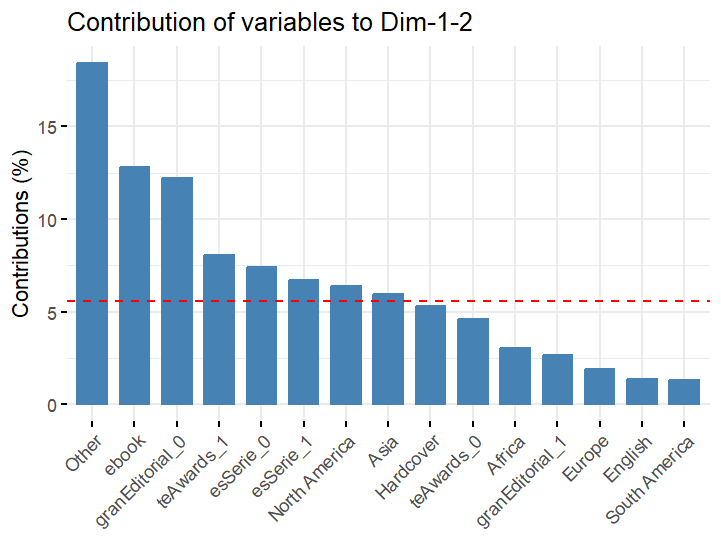 Contribution of variables to Dim-1-2
Contributions (%)
15
10
5
0
Other
ebook
granEditorial_0
teAwards_1
esSerie_0
esSerie_1
North America
Asia
Hardcover
teAwards_0
Africa
granEditorial_1
Europe
English
South America